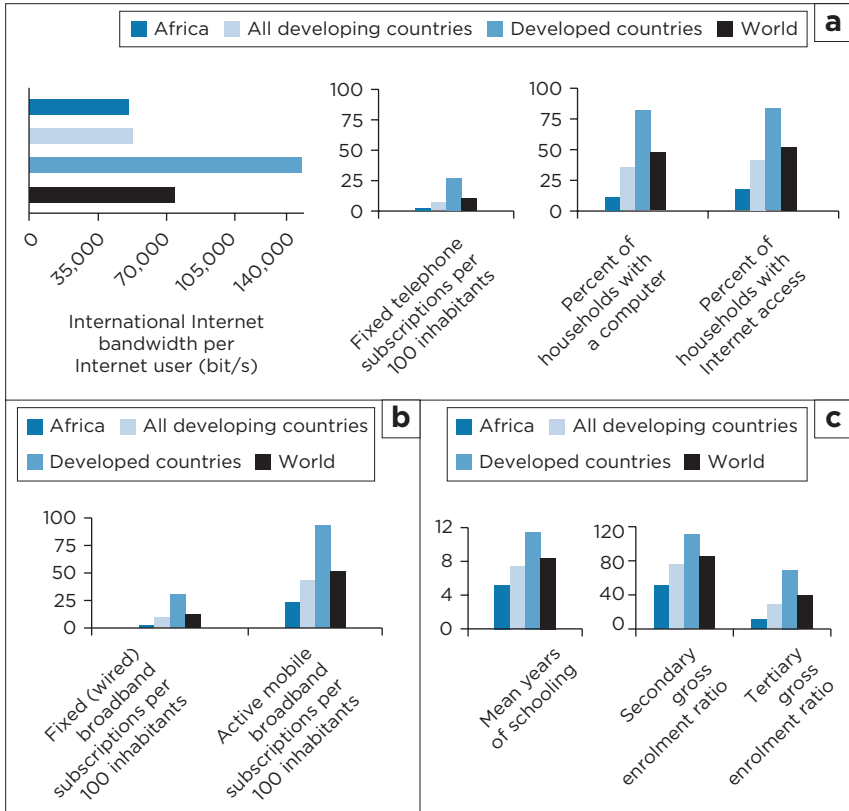 Africa All developing countries Developed countries World
a
0
35,000
70,000
105,000
140,000
International Internet
bandwidth per
Internet user (bit/s)
100
75
50
25
0
Fixed telephone
subscriptions per
100 inhabitants
100
75
50
25
0
Percent of
households with
a computer
Percent of
households with
Internet access
b
Africa All developing countries
Developed countries World
100
75
50
25
0
Fixed (wired)
broadband
subscriptions per
100 inhabitants
Active mobile
broadband
subscriptions per
100 inhabitants
c
Africa All developing countries
Developed countries World
12
8
4
0
Mean years
of schooling
120
80
40
0
Secondary
gross
enrolment ratio
Tertiary
gross
enrolment ratio